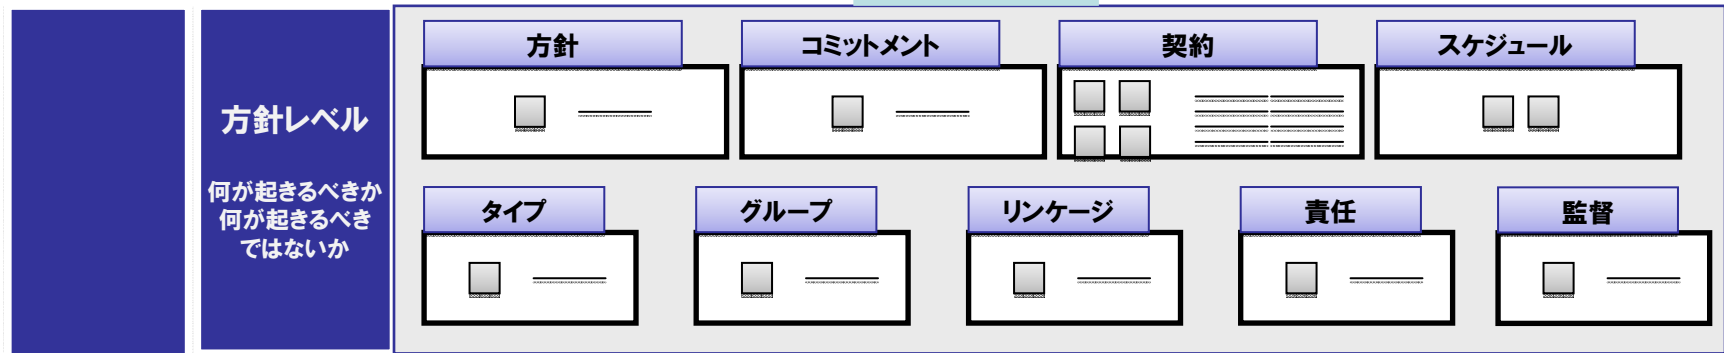 方針レベル
何が起きるべきか
何が起きるべき
ではないか
方針
コミットメント
契約
スケジュール
タイプ
グループ
リンケージ
責任
監督